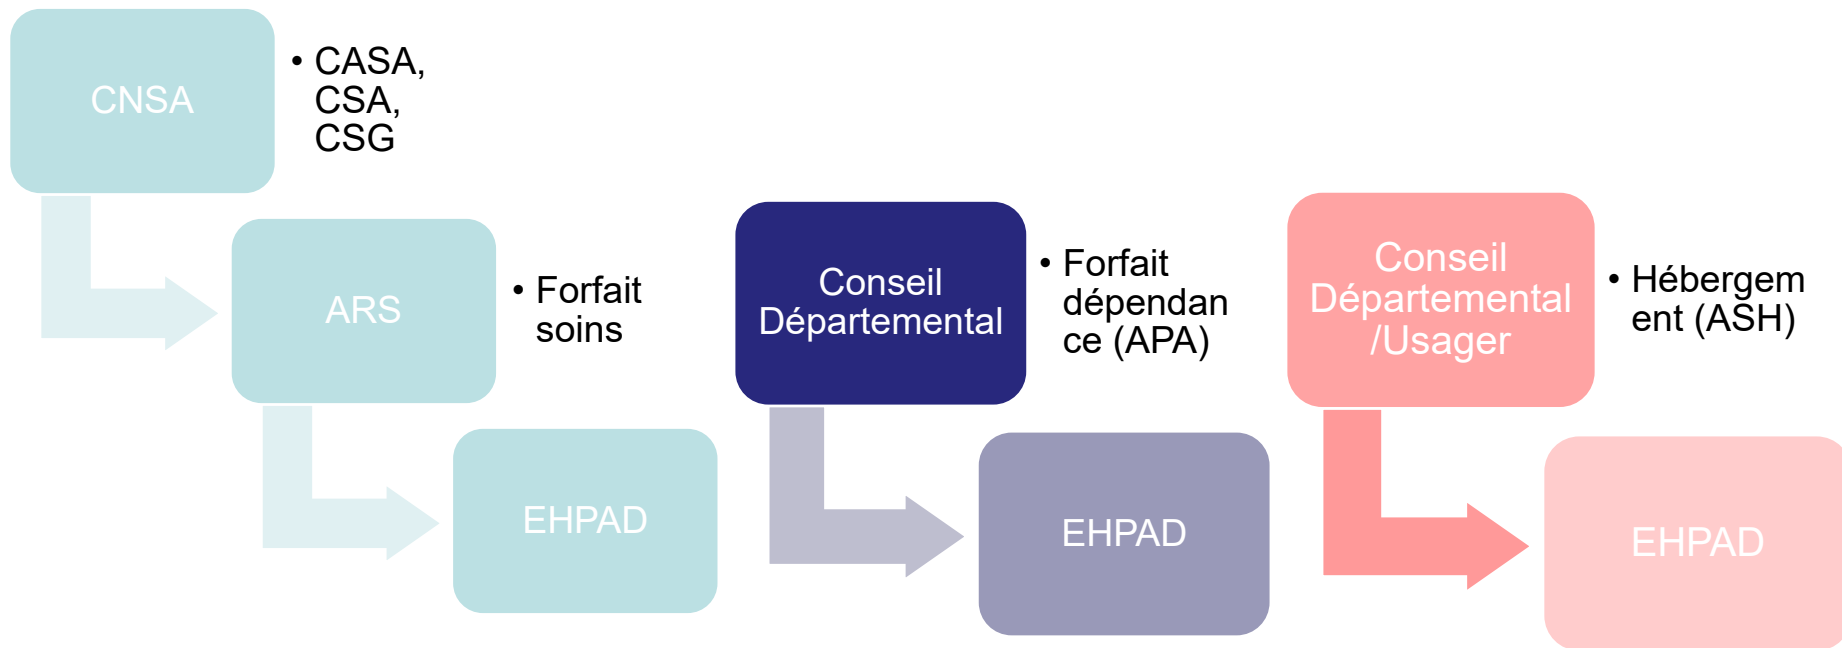 CNSA
• CASA,
CSA,
CSG
ARS
• Forfait
soins
EHPAD
Conseil
Départemental
• Forfait
dépendan
ce (APA)
EHPAD
Conseil
Départemental
/Usager
• Hébergem
ent (ASH)
EHPAD